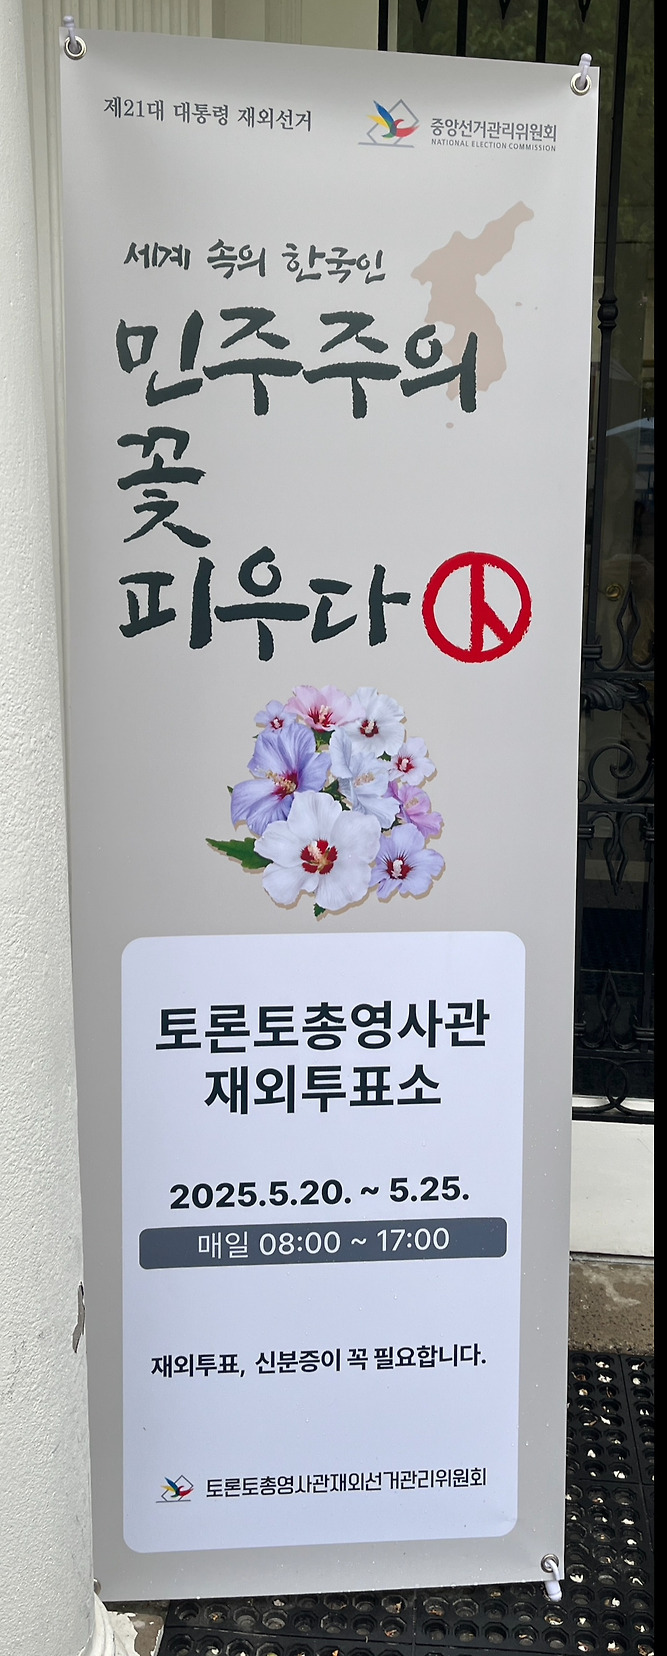 제21대 대통령 재외선거
중앙선거관리위원회
NATIONAL ELECTION COMMISSION
세계 속의 한국인
민주주의
꽃
피우다
토론토총영사관
재외투표소
2025.5.20. ~ 5.25.
매일 08:00 ~ 17:00
재외투표, 신분증이 꼭 필요합니다.
토론토총영사관재외선거관리위원회